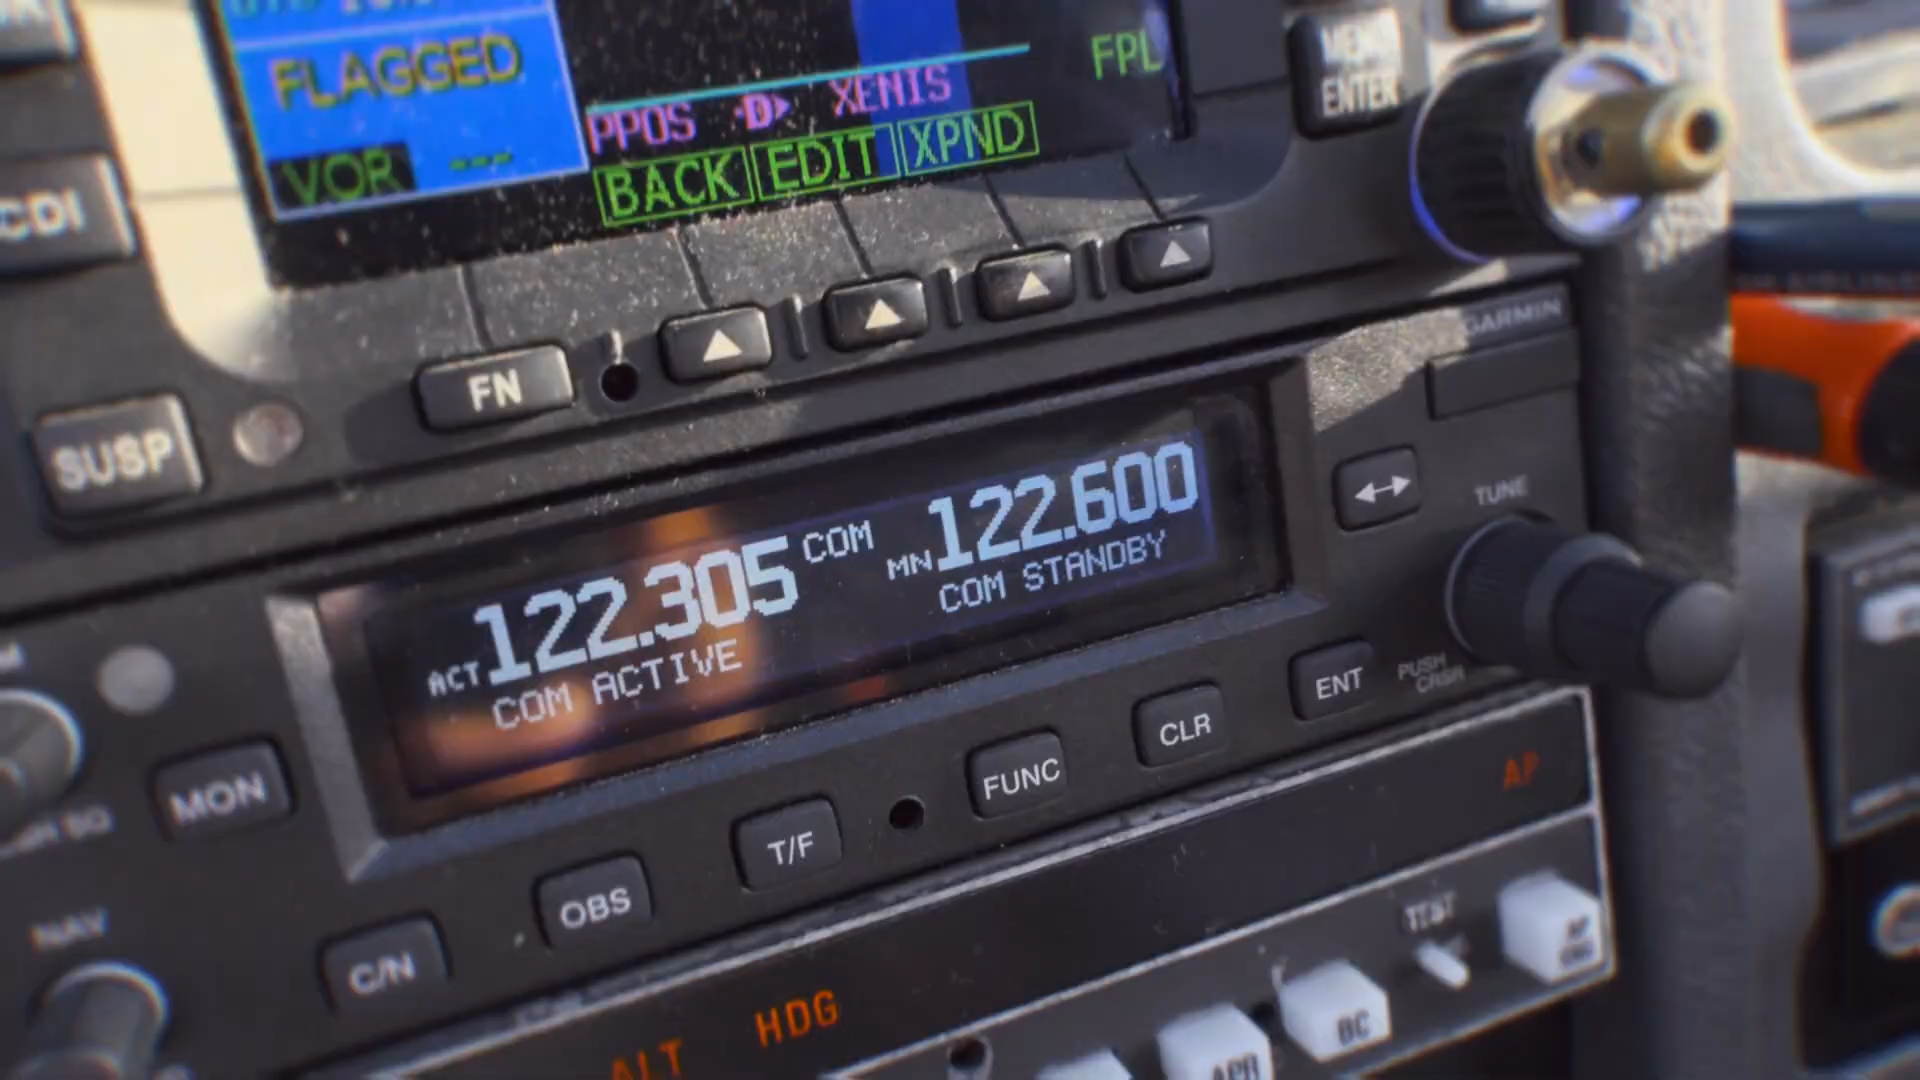 FLAGGED
VOR ---
PPOS D XENIS
FPL
BACK EDIT XPND
MENU
ENTER
CDI
FN
SUSP
GARMIN
TUNE
ACT 122.305 COM MN 122.600
COM ACTIVE COM STANDBY
PUSH
CRSR
MON
C/N
OBS
T/F
FUNC
CLR
ENT
NAV
AP
TEST
ALT HDG
APR
BC
AP